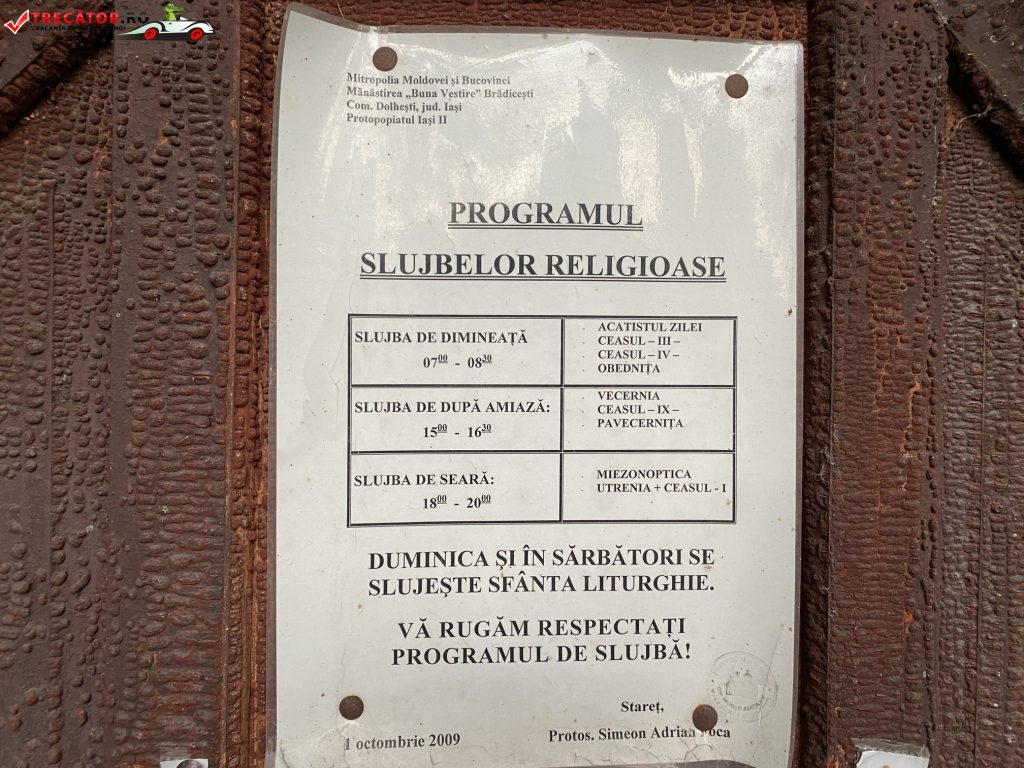 TRECATOR.RO
Mitropolia Moldovei şi Bucovinei
Mănăstirea „Buna Vestire” Brădiceşti
Com. Dolheşti, jud. Iaşi
Protopopiatul Iaşi II
PROGRAMUL
SLUJBELOR RELIGIOASE
SLUJBA DE DIMINEAŢĂ
07⁰⁰ - 08³⁰
ACATISTUL ZILEI
CEASUL – III –
CEASUL – IV –
OBEDNIŢA
SLUJBA DE DUPĂ AMIAZĂ:
15⁰⁰ - 16³⁰
VECERNIA
CEASUL – IX –
PAVECERNIŢA
SLUJBA DE SEARĂ:
18⁰⁰ - 20⁰⁰
MIEZONOPTICA
UTRENIA + CEASUL - I
DUMINICA ŞI ÎN SĂRBĂTORI SE
SLUJEŞTE SFÂNTA LITURGHIE.
VĂ RUGĂM RESPECTAŢI
PROGRAMUL DE SLUJBĂ!
Stareţ,
1 octombrie 2009
Protos. Simeon Adrian Foca